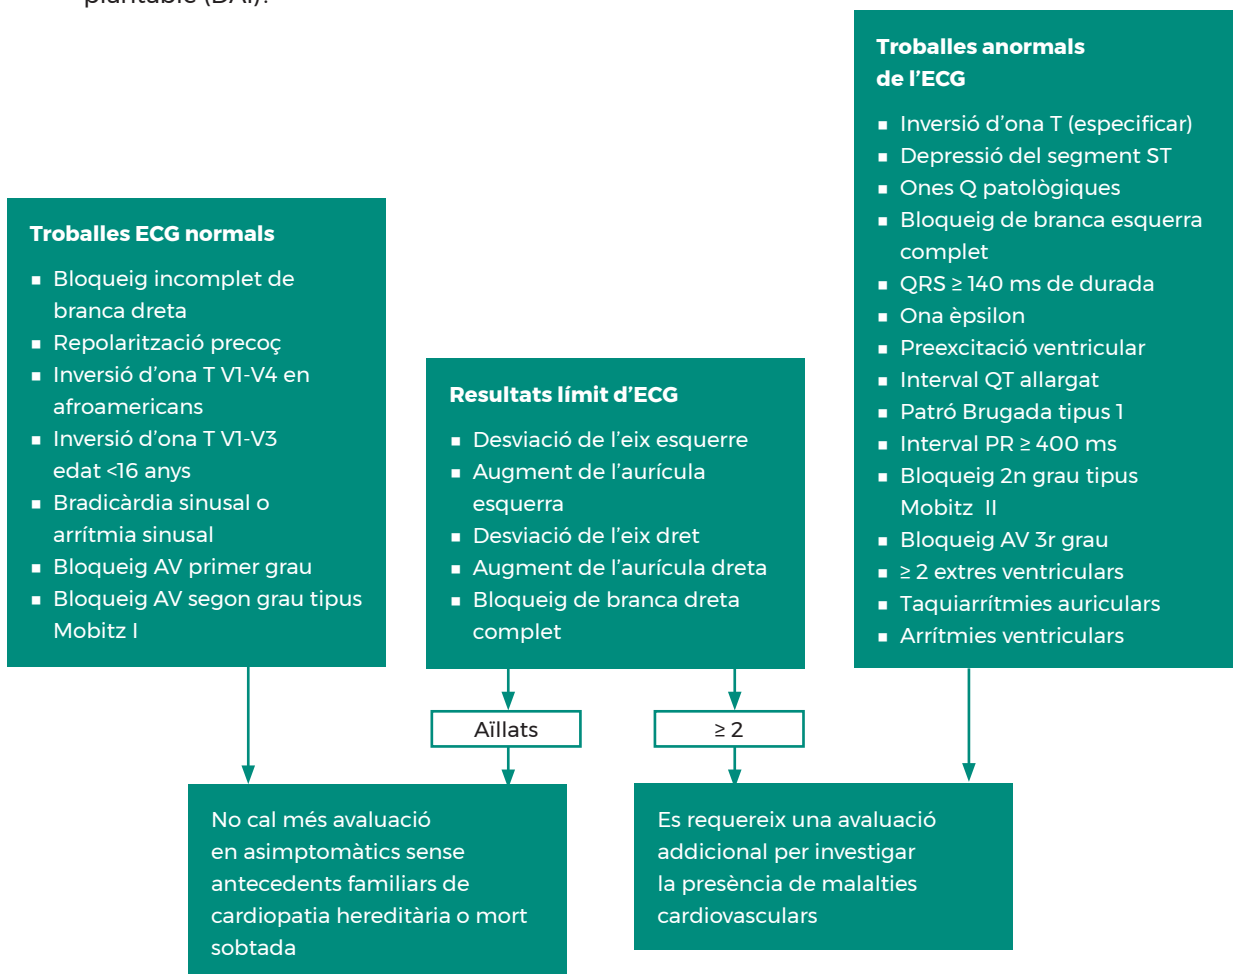 plantable (DAI).
Troballes ECG normals
▪ Bloqueig incomplet de
branca dreta
▪ Repolarització precoç
▪ Inversió d’ona T V1-V4 en
afroamericans
▪ Inversió d’ona T V1-V3
edat <16 anys
▪ Bradicàrdia sinusal o
arrítmia sinusal
▪ Bloqueig AV primer grau
▪ Bloqueig AV segon grau tipus
Mobitz I
Resultats límit d’ECG
▪ Desviació de l’eix esquerre
▪ Augment de l’aurícula
esquerra
▪ Desviació de l’eix dret
▪ Augment de l’aurícula dreta
▪ Bloqueig de branca dreta
complet
Troballes anormals
de l’ECG
▪ Inversió d’ona T (especificar)
▪ Depressió del segment ST
▪ Ones Q patològiques
▪ Bloqueig de branca esquerra
complet
▪ QRS ≥ 140 ms de durada
▪ Ona èpsilon
▪ Preexcitació ventricular
▪ Interval QT allargat
▪ Patró Brugada tipus 1
▪ Interval PR ≥ 400 ms
▪ Bloqueig 2n grau tipus
Mobitz II
▪ Bloqueig AV 3r grau
▪ ≥ 2 extres ventriculars
▪ Taquiarrítmies auriculars
▪ Arrítmies ventriculars
Aïllats
≥ 2
No cal més avaluació
en asimptomàtics sense
antecedents familiars de
cardiopatia hereditària o mort
sobtada
Es requereix una avaluació
addicional per investigar
la presència de malalties
cardiovasculars